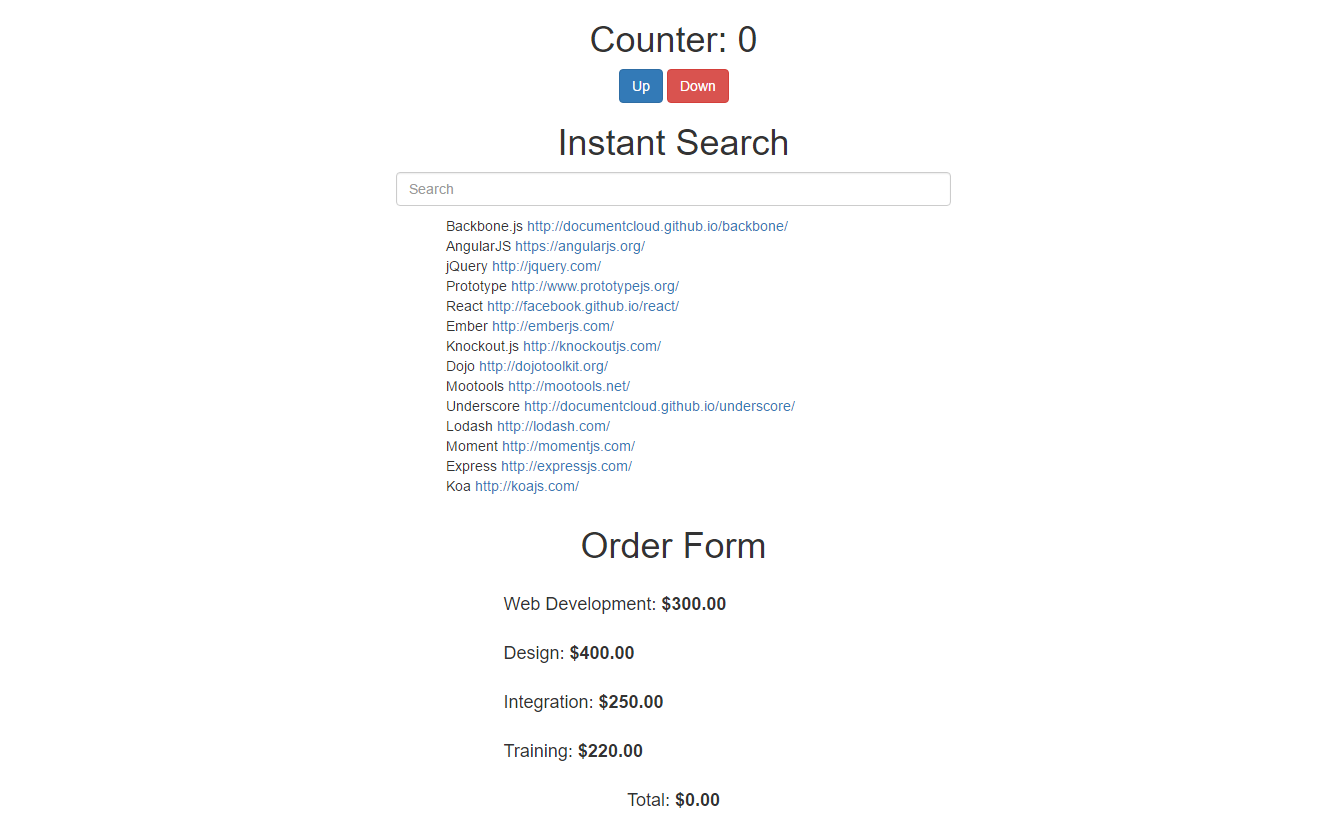 Counter: 0
Up Down
Instant Search
Search
Backbone.js http://documentcloud.github.io/backbone/
AngularJS https://angularjs.org/
jQuery http://jquery.com/
Prototype http://www.prototypejs.org/
React http://facebook.github.io/react/
Ember http://emberjs.com/
Knockout.js http://knockoutjs.com/
Dojo http://dojotoolkit.org/
Mootools http://mootools.net/
Underscore http://documentcloud.github.io/underscore/
Lodash http://lodash.com/
Moment http://momentjs.com/
Express http://expressjs.com/
Koa http://koajs.com/
Order Form
Web Development: $300.00
Design: $400.00
Integration: $250.00
Training: $220.00
Total: $0.00